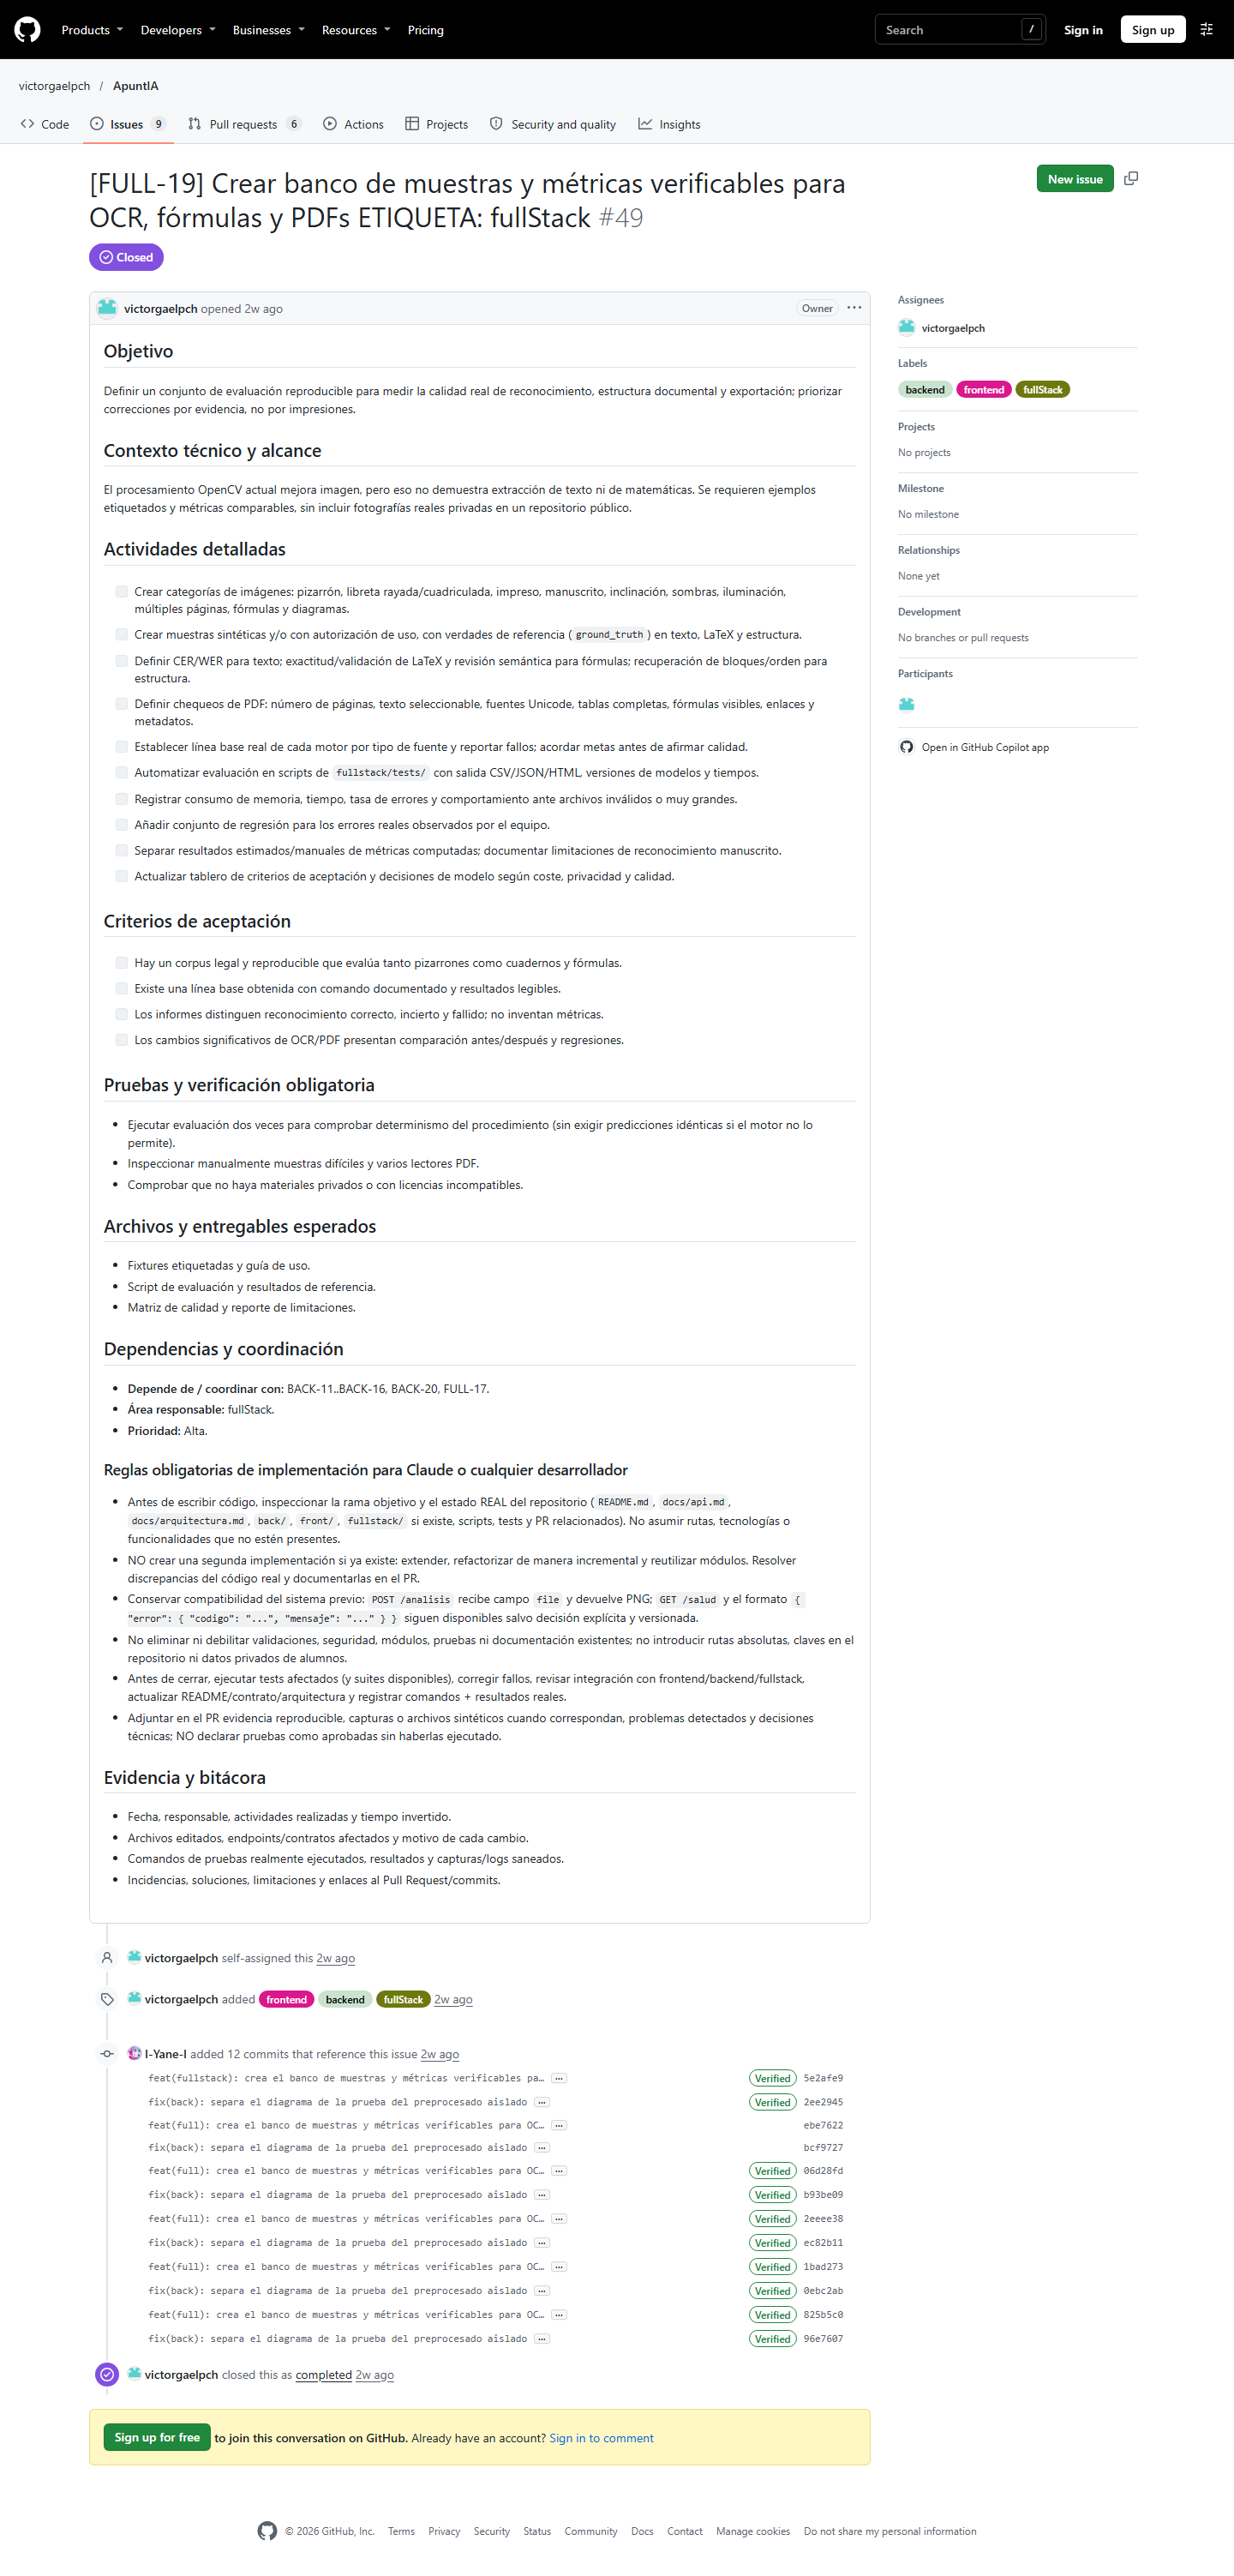 Products Developers Businesses Resources Pricing Search / Sign in Sign up
victorgaelpch / ApuntIA
Code Issues 9 Pull requests 6 Actions Projects Security and quality Insights
[FULL-19] Crear banco de muestras y métricas verificables para
OCR, fórmulas y PDFs ETIQUETA: fullStack #49
New issue
Closed
victorgaelpch opened 2w ago Owner
Objetivo
Definir un conjunto de evaluación reproducible para medir la calidad real de reconocimiento, estructura documental y exportación; priorizar
correcciones por evidencia, no por impresiones.
Contexto técnico y alcance
El procesamiento OpenCV actual mejora imagen, pero eso no demuestra extracción de texto ni de matemáticas. Se requieren ejemplos
etiquetados y métricas comparables, sin incluir fotografías reales privadas en un repositorio público.
Actividades detalladas
Crear categorías de imágenes: pizarrón, libreta rayada/cuadriculada, impreso, manuscrito, inclinación, sombras, iluminación,
múltiples páginas, fórmulas y diagramas.
Crear muestras sintéticas y/o con autorización de uso, con verdades de referencia (ground_truth) en texto, LaTeX y estructura.
Definir CER/WER para texto; exactitud/validación de LaTeX y revisión semántica para fórmulas; recuperación de bloques/orden para
estructura.
Definir chequeos de PDF: número de páginas, texto seleccionable, fuentes Unicode, tablas completas, fórmulas visibles, enlaces y
metadatos.
Establecer línea base real de cada motor por tipo de fuente y reportar fallos; acordar metas antes de afirmar calidad.
Automatizar evaluación en scripts de fullstack/tests/ con salida CSV/JSON/HTML, versiones de modelos y tiempos.
Registrar consumo de memoria, tiempo, tasa de errores y comportamiento ante archivos inválidos o muy grandes.
Añadir conjunto de regresión para los errores reales observados por el equipo.
Separar resultados estimados/manuales de métricas computadas; documentar limitaciones de reconocimiento manuscrito.
Actualizar tablero de criterios de aceptación y decisiones de modelo según coste, privacidad y calidad.
Criterios de aceptación
Hay un corpus legal y reproducible que evalúa tanto pizarrones como cuadernos y fórmulas.
Existe una línea base obtenida con comando documentado y resultados legibles.
Los informes distinguen reconocimiento correcto, incierto y fallido; no inventan métricas.
Los cambios significativos de OCR/PDF presentan comparación antes/después y regresiones.
Pruebas y verificación obligatoria
Ejecutar evaluación dos veces para comprobar determinismo del procedimiento (sin exigir predicciones idénticas si el motor no lo
permite).
Inspeccionar manualmente muestras difíciles y varios lectores PDF.
Comprobar que no haya materiales privados o con licencias incompatibles.
Archivos y entregables esperados
Fixtures etiquetadas y guía de uso.
Script de evaluación y resultados de referencia.
Matriz de calidad y reporte de limitaciones.
Dependencias y coordinación
Depende de / coordinar con: BACK-11..BACK-16, BACK-20, FULL-17.
Área responsable: fullStack.
Prioridad: Alta.
Reglas obligatorias de implementación para Claude o cualquier desarrollador
Antes de escribir código, inspeccionar la rama objetivo y el estado REAL del repositorio (README.md, docs/api.md,
docs/arquitectura.md, back/, front/, fullstack/ si existe, scripts, tests y PR relacionados). No asumir rutas, tecnologías o
funcionalidades que no estén presentes.
NO crear una segunda implementación si ya existe: extender, refactorizar de manera incremental y reutilizar módulos. Resolver
discrepancias del código real y documentarlas en el PR.
Conservar compatibilidad del sistema previo: POST /analisis recibe campo file y devuelve PNG; GET /salud y el formato {
"error": { "codigo": "...", "mensaje": "..." } } siguen disponibles salvo decisión explícita y versionada.
No eliminar ni debilitar validaciones, seguridad, módulos, pruebas ni documentación existentes; no introducir rutas absolutas, claves en el
repositorio ni datos privados de alumnos.
Antes de cerrar, ejecutar tests afectados (y suites disponibles), corregir fallos, revisar integración con frontend/backend/fullstack,
actualizar README/contrato/arquitectura y registrar comandos + resultados reales.
Adjuntar en el PR evidencia reproducible, capturas o archivos sintéticos cuando correspondan, problemas detectados y decisiones
técnicas; NO declarar pruebas como aprobadas sin haberlas ejecutado.
Evidencia y bitácora
Fecha, responsable, actividades realizadas y tiempo invertido.
Archivos editados, endpoints/contratos afectados y motivo de cada cambio.
Comandos de pruebas realmente ejecutados, resultados y capturas/logs saneados.
Incidencias, soluciones, limitaciones y enlaces al Pull Request/commits.
Assignees
victorgaelpch
Labels
backend frontend fullStack
Projects
No projects
Milestone
No milestone
Relationships
None yet
Development
No branches or pull requests
Participants
Open in GitHub Copilot app
victorgaelpch self-assigned this 2w ago
victorgaelpch added frontend backend fullStack 2w ago
I-Yane-I added 12 commits that reference this issue 2w ago
feat(fullstack): crea el banco de muestras y métricas verificables pa… … Verified 5e2afe9
fix(back): separa el diagrama de la prueba del preprocesado aislado … Verified 2ee2945
feat(full): crea el banco de muestras y métricas verificables para OC… … ebe7622
fix(back): separa el diagrama de la prueba del preprocesado aislado … bcf9727
feat(full): crea el banco de muestras y métricas verificables para OC… … Verified 06d28fd
fix(back): separa el diagrama de la prueba del preprocesado aislado … Verified b93be09
feat(full): crea el banco de muestras y métricas verificables para OC… … Verified 2eeee38
fix(back): separa el diagrama de la prueba del preprocesado aislado … Verified ec82b11
feat(full): crea el banco de muestras y métricas verificables para OC… … Verified 1bad273
fix(back): separa el diagrama de la prueba del preprocesado aislado … Verified 0ebc2ab
feat(full): crea el banco de muestras y métricas verificables para OC… … Verified 825b5c0
fix(back): separa el diagrama de la prueba del preprocesado aislado … Verified 96e7607
victorgaelpch closed this as completed 2w ago
Sign up for free to join this conversation on GitHub. Already have an account? Sign in to comment
© 2026 GitHub, Inc. Terms Privacy Security Status Community Docs Contact Manage cookies Do not share my personal information